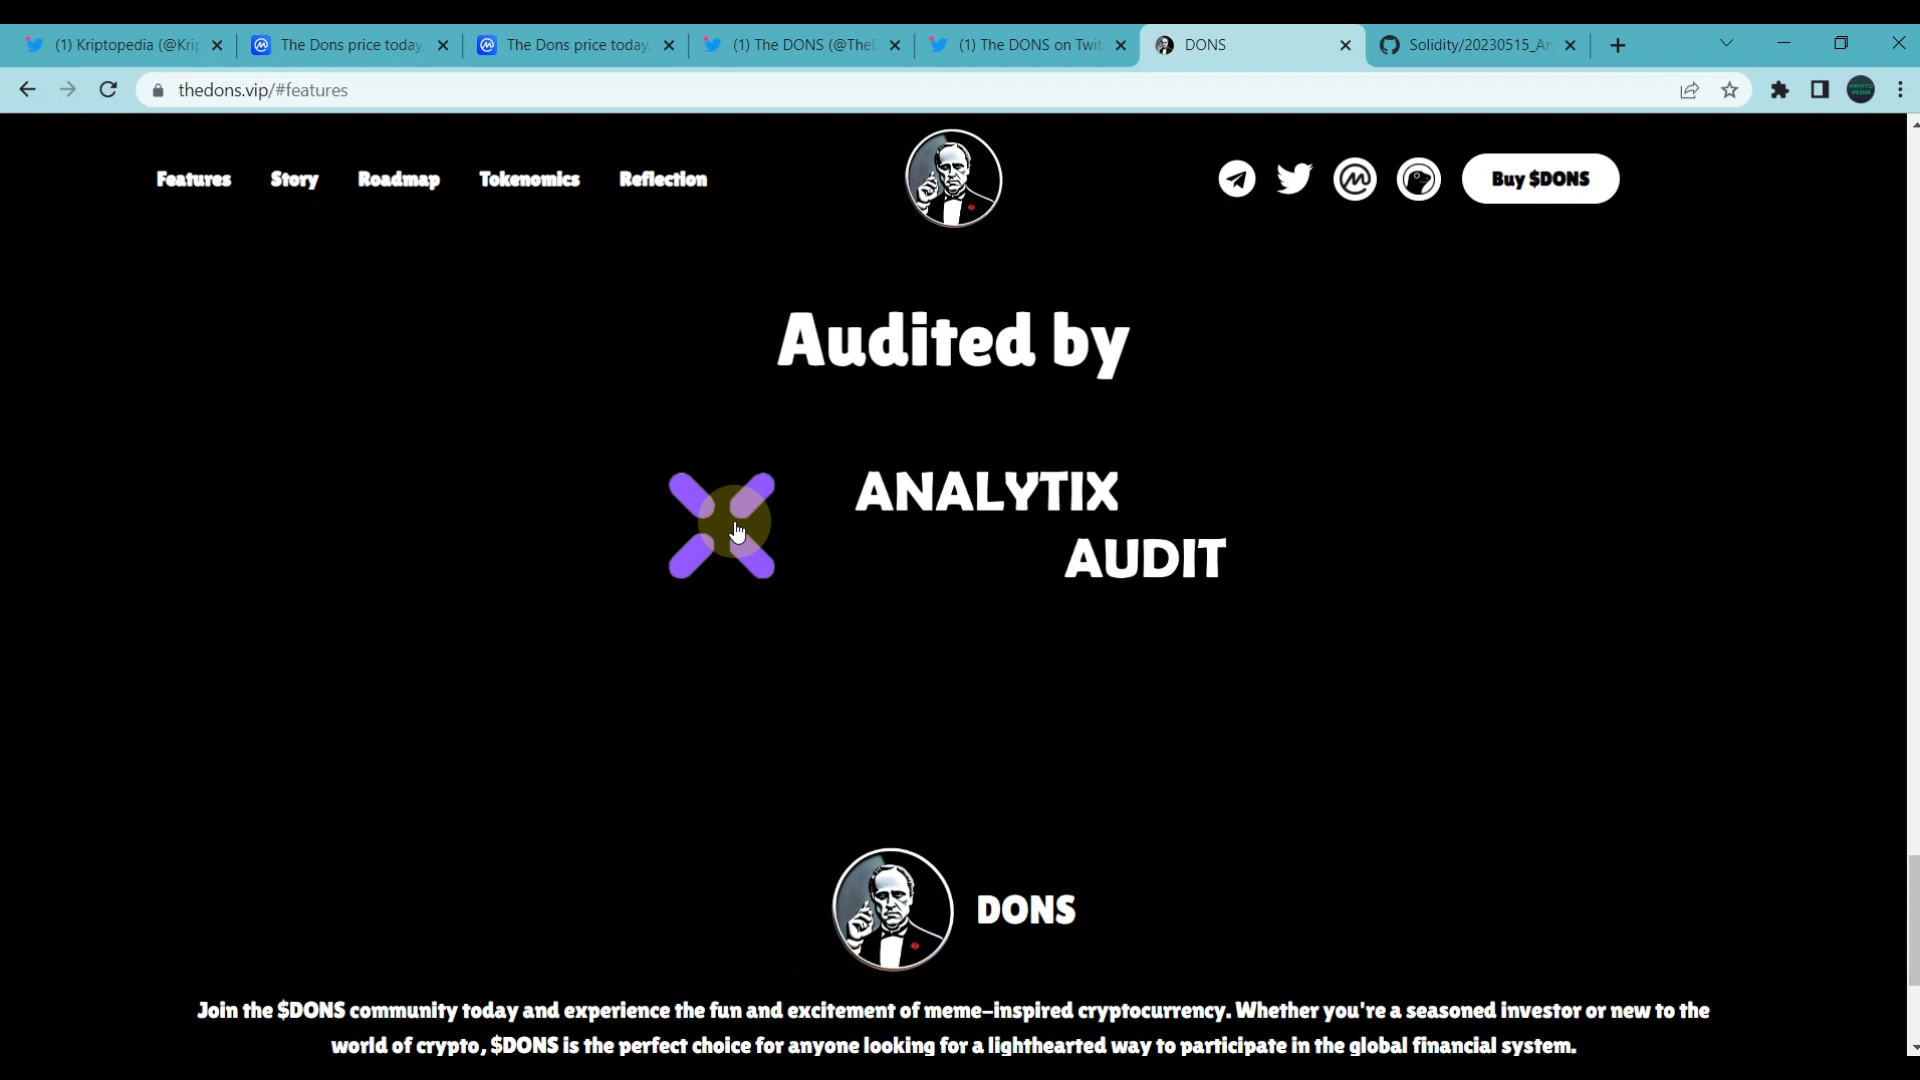 (1) Kriptopedia (@Kri
The Dons price today,
The Dons price today,
(1) The DONS (@TheD
(1) The DONS on Twit
DONS
Solidity/20230515_An
thedons.vip/#features
Features
Story
Roadmap
Tokenomics
Reflection
Buy $DONS
Audited by
ANALYTIX
AUDIT
DONS
Join the $DONS community today and experience the fun and excitement of meme-inspired cryptocurrency. Whether you're a seasoned investor or new to the
world of crypto, $DONS is the perfect choice for anyone looking for a lighthearted way to participate in the global financial system.